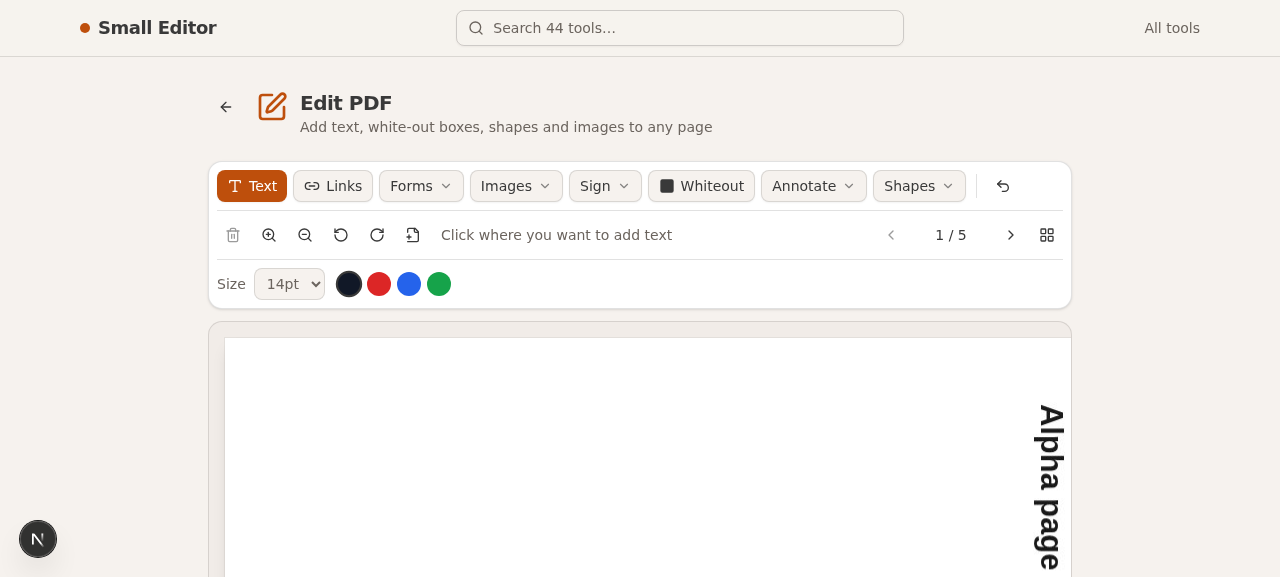 Small Editor
Search 44 tools…
All tools
Edit PDF
Add text, white-out boxes, shapes and images to any page
Text
Links
Forms
Images
Sign
Whiteout
Annotate
Shapes
Click where you want to add text
1 / 5
Size
14pt
Alpha page
N